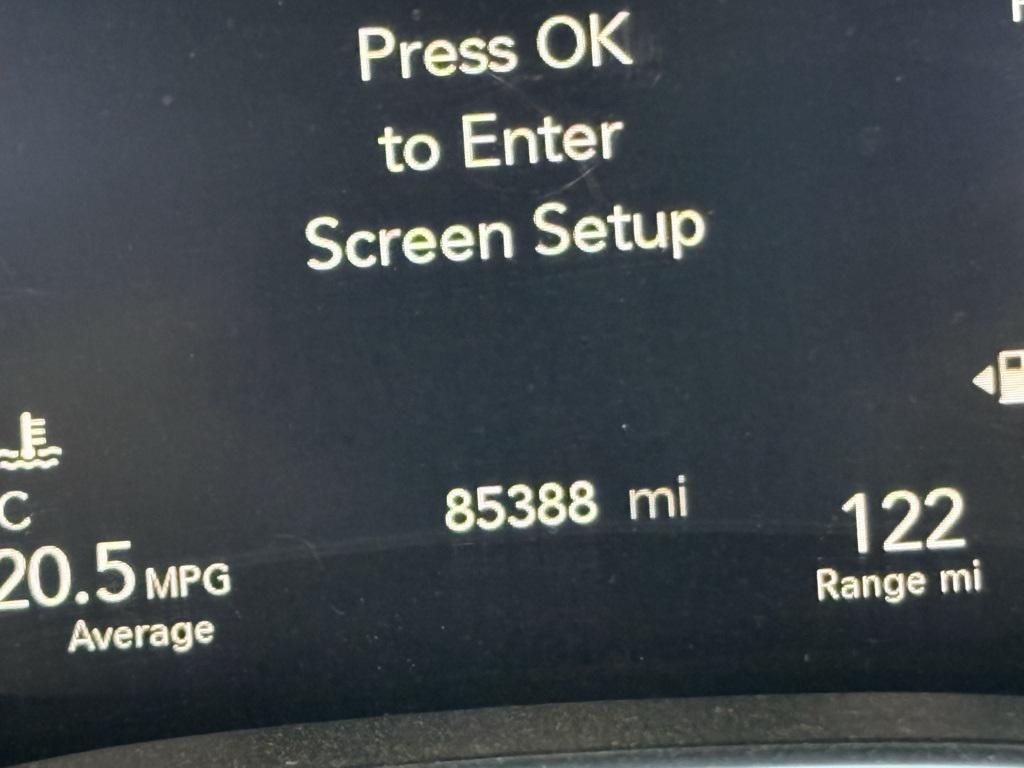 Press OK
to Enter
Screen Setup
C
85388 mi
122
Range mi
20.5 MPG
Average